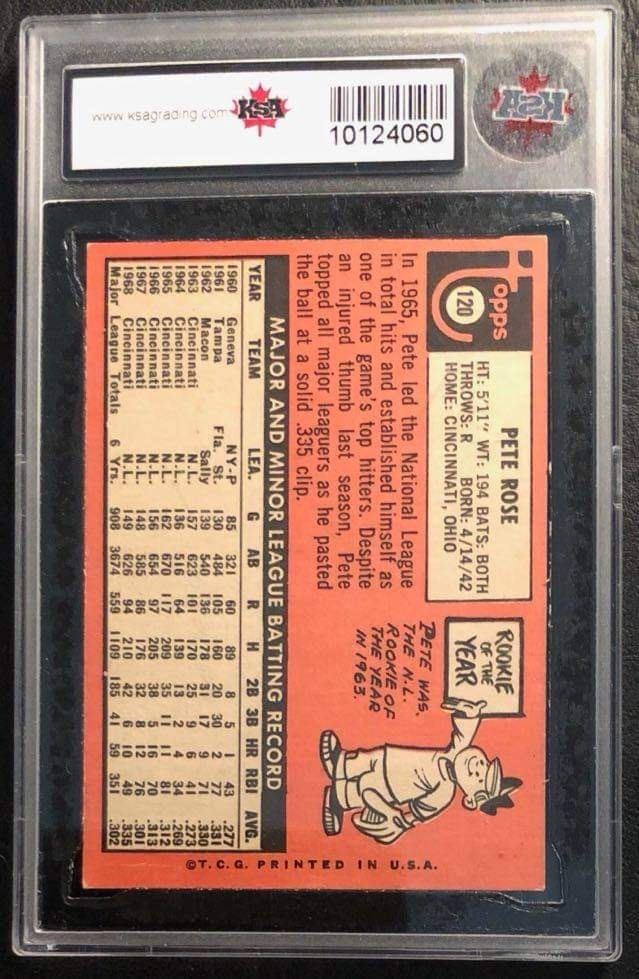 www.ksagrading.com
KSA
10124060
KSA
Topps
120
PETE ROSE
HT: 5'11" WT: 194 BATS: BOTH
THROWS: R BORN: 4/14/42
HOME: CINCINNATI, OHIO
In 1965, Pete led the National League
in total hits and established himself as
one of the game's top hitters. Despite
an injured thumb last season, Pete
topped all major leaguers as he pasted
the ball at a solid .335 clip.
ROOKIE
OF THE
YEAR
PETE WAS
THE N.L.
ROOKIE OF
THE YEAR
IN 1963.
MAJOR AND MINOR LEAGUE BATTING RECORD
YEAR TEAM LEA. G AB R H 2B 3B HR RBI AVG.
1960 Geneva NY-P 85 321 60 89 8 5 1 43 .277
1961 Tampa Fla. St. 130 484 105 160 20 30 2 77 .331
1962 Macon Sally 139 540 136 178 31 17 9 71 .330
1963 Cincinnati N.L. 157 623 101 170 25 9 6 41 .273
1964 Cincinnati N.L. 136 516 64 139 13 2 4 34 .269
1965 Cincinnati N.L. 162 670 117 209 35 11 11 81 .312
1966 Cincinnati N.L. 156 654 97 205 38 5 16 70 .313
1967 Cincinnati N.L. 148 585 86 176 32 8 12 76 .301
1968 Cincinnati N.L. 149 626 94 210 42 6 10 49 .335
Major League Totals 6 Yrs. 908 3674 559 1109 185 41 59 351 .302
©T.C.G. PRINTED IN U.S.A.